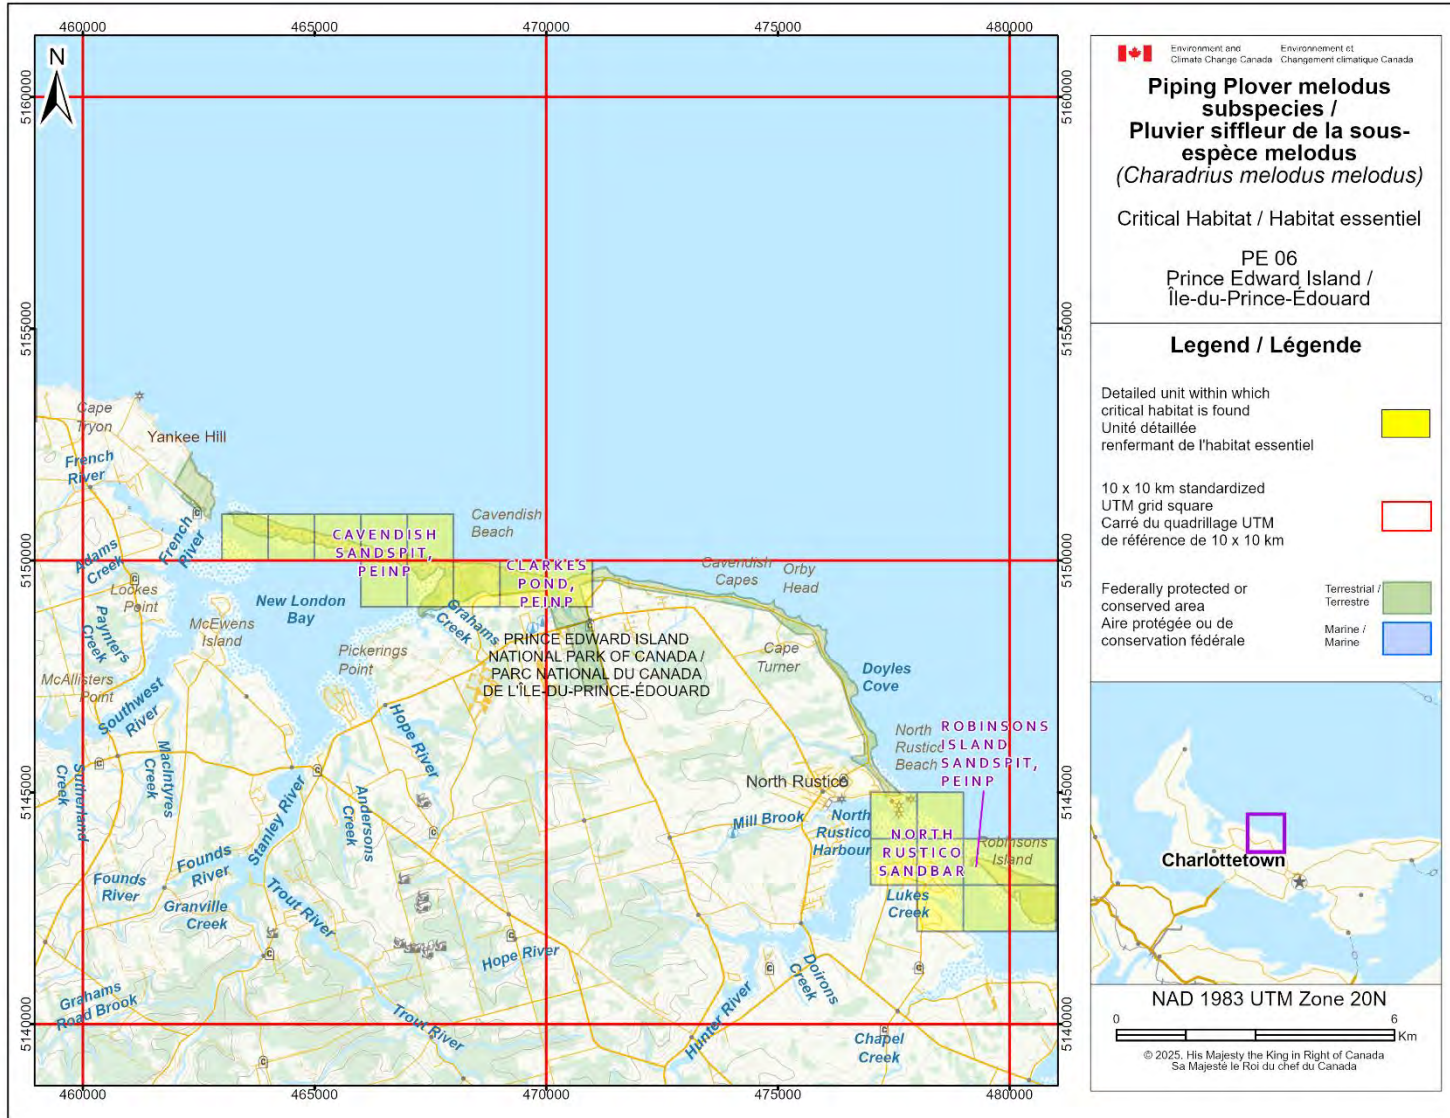 460000
465000
470000
475000
480000
N
5160000
5155000
5150000
5145000
5140000
5160000
5155000
5150000
5145000
5140000
Cape
Tryon
Yankee Hill
French
River
French
River
Adams
Creek
Lockes
Point
Paynters
Creek
McEwens
Island
New London
Bay
McAllisters
Point
Southwest
River
Pickerings
Point
Cavendish
Beach
CAVENDISH
SANDSPIT,
PEINP
CLARKES
POND,
PEINP
Grahams
Creek
Cavendish
Capes
Orby
Head
PRINCE EDWARD ISLAND
NATIONAL PARK OF CANADA /
PARC NATIONAL DU CANADA
DE L'ÎLE-DU-PRINCE-ÉDOUARD
Cape
Turner
Doyles
Cove
North
Rustico
Beach
ROBINSONS
ISLAND
SANDSPIT,
PEINP
Hope River
Sutherland
Creek
MacIntyres
Creek
Stanley River
Andersons
Creek
North Rustico
Mill Brook
North
Rustico
Harbour
NORTH
RUSTICO
SANDBAR
Robinsons
Island
Lukes
Creek
Founds
River
Founds
River
Granville
Creek
Trout River
Hope River
Grahams
Road Brook
Trout River
Hunter River
Doirons
Creek
Chapel
Creek
460000
465000
470000
475000
480000
Environment and
Climate Change Canada
Environnement et
Changement climatique Canada
Piping Plover melodus
subspecies /
Pluvier siffleur de la sous-
espèce melodus
(Charadrius melodus melodus)
Critical Habitat / Habitat essentiel
PE 06
Prince Edward Island /
Île-du-Prince-Édouard
Legend / Légende
Detailed unit within which
critical habitat is found
Unité détaillée
renfermant de l'habitat essentiel
10 x 10 km standardized
UTM grid square
Carré du quadrillage UTM
de référence de 10 x 10 km
Federally protected or
conserved area
Aire protégée ou de
conservation fédérale
Terrestrial /
Terrestre
Marine /
Marine
Charlottetown
NAD 1983 UTM Zone 20N
0
6
Km
© 2025. His Majesty the King in Right of Canada
Sa Majesté le Roi du chef du Canada